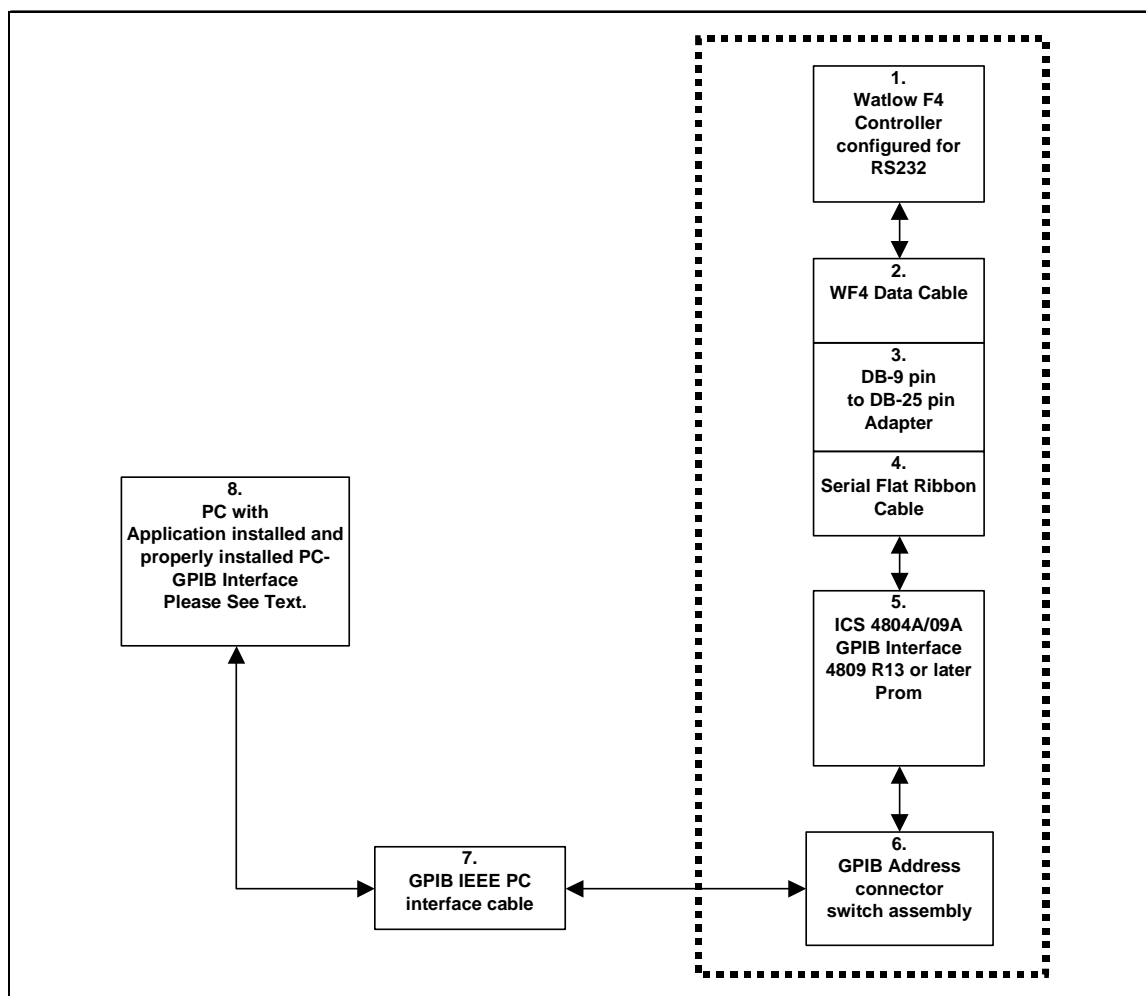 1.
Watlow F4
Controller
configured for
RS232
2.
WF4 Data Cable
3.
DB-9 pin
to DB-25 pin
Adapter
4.
Serial Flat Ribbon
Cable
8.
PC with
Application installed and
properly installed PC-
GPIB Interface
Please See Text.
5.
ICS 4804A/09A
GPIB Interface
4809 R13 or later
Prom
7.
GPIB IEEE PC
interface cable
6.
GPIB Address
connector
switch assembly